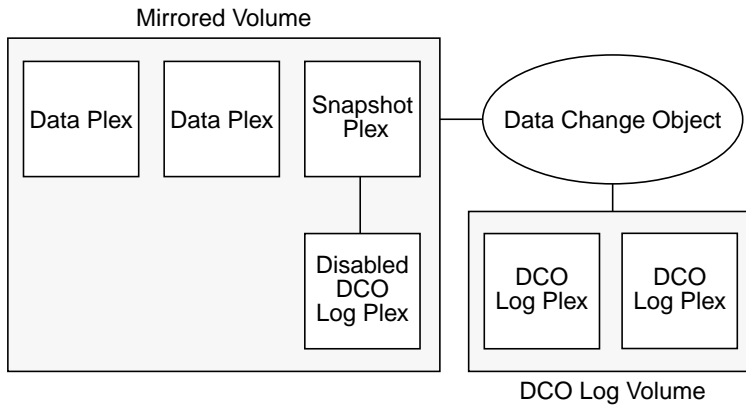 Mirrored Volume
Data Plex
Data Plex
Snapshot
Plex
Data Change Object
Disabled
DCO
Log Plex
DCO
Log Plex
DCO
Log Plex
DCO Log Volume